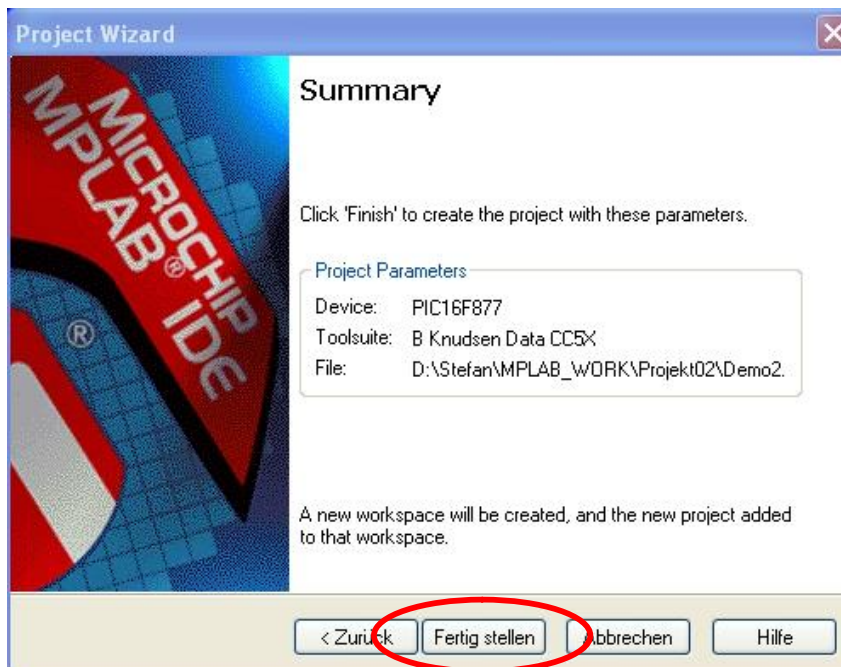 Project Wizard
MICROCHIP
MPLAB® IDE
®
Summary
Click 'Finish' to create the project with these parameters.
Project Parameters
Device: PIC16F877
Toolsuite: B Knudsen Data CC5X
File: D:\Stefan\MPLAB_WORK\Projekt02\Demo2.
A new workspace will be created, and the new project added
to that workspace.
< Zurück Fertig stellen Abbrechen Hilfe